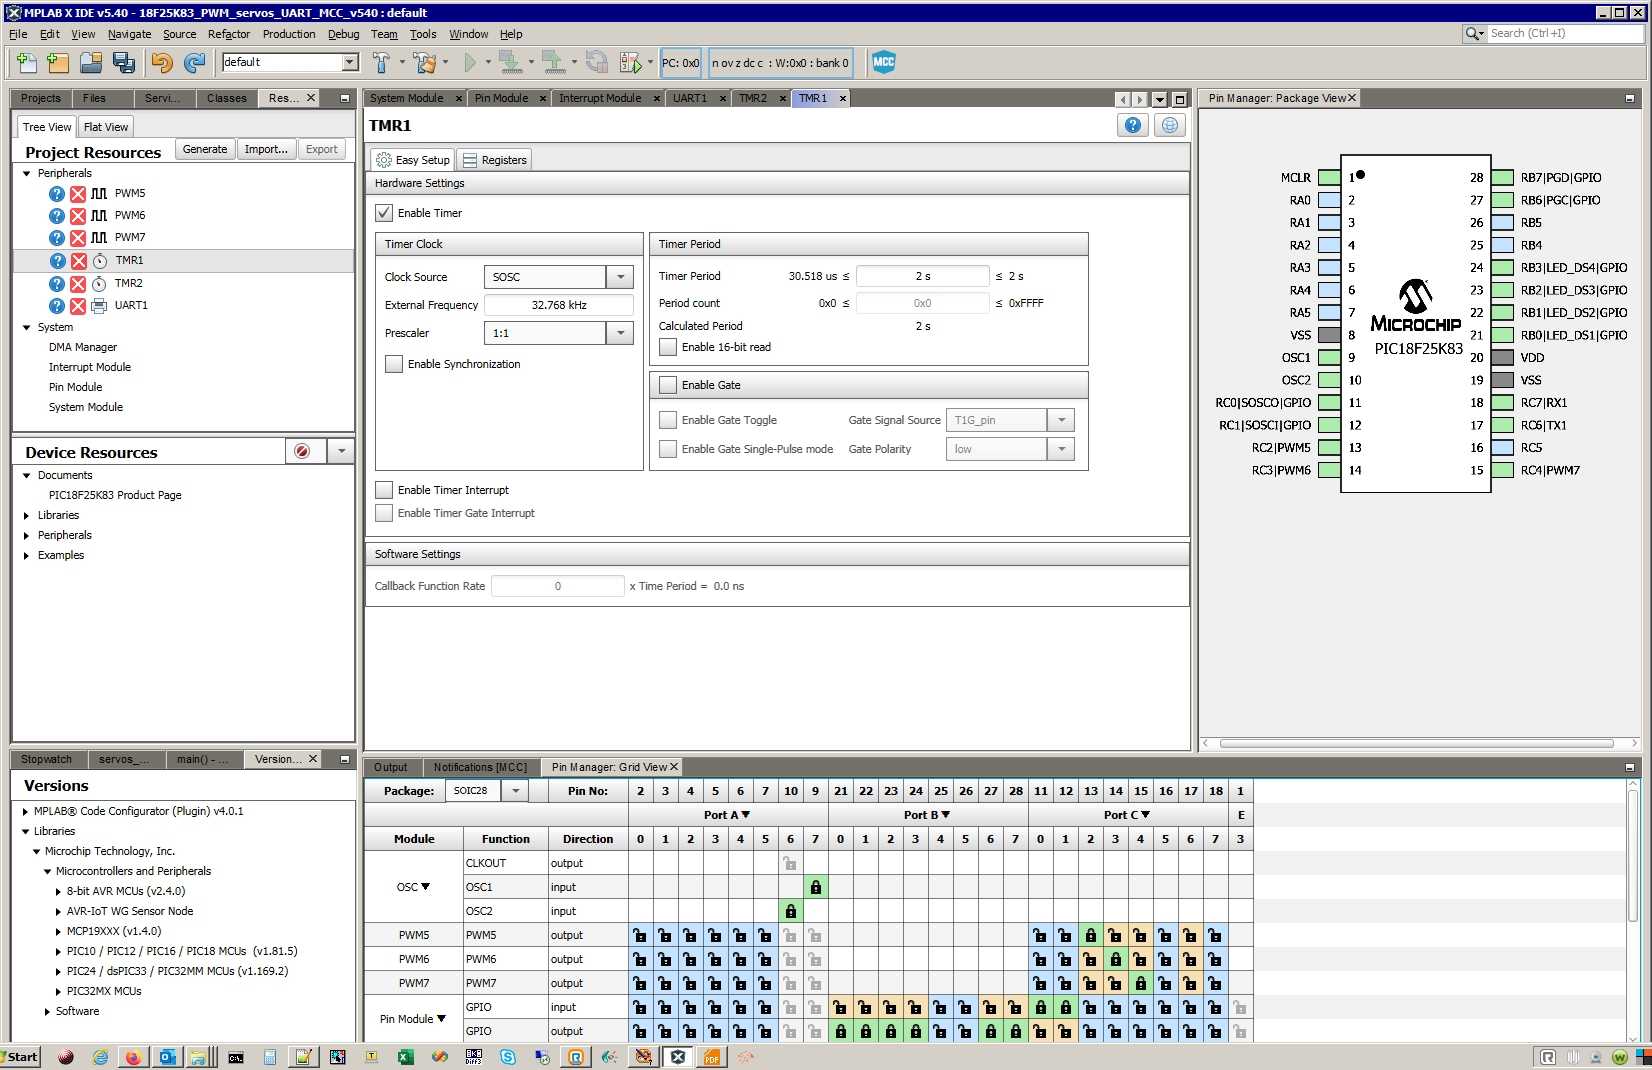 MPLAB X IDE v5.40 - 18F25K83_PWM_servos_UART_MCC_v540 : default
File Edit View Navigate Source Refactor Production Debug Team Tools Window Help
Search (Ctrl+I)
default
PC: 0x0
n ov z dc c : W:0x0 : bank 0
MCC
Projects Files Servi... Classes Res...
Tree View Flat View
Project Resources Generate Import... Export
Peripherals
PWM5
PWM6
PWM7
TMR1
TMR2
UART1
System
DMA Manager
Interrupt Module
Pin Module
System Module
Device Resources
Documents
PIC18F25K83 Product Page
Libraries
Peripherals
Examples
System Module Pin Module Interrupt Module UART1 TMR2 TMR1
TMR1
Easy Setup Registers
Hardware Settings
Enable Timer
Timer Clock
Clock Source SOSC
External Frequency 32.768 kHz
Prescaler 1:1
Enable Synchronization
Timer Period
Timer Period 30.518 us ≤ 2 s ≤ 2 s
Period count 0x0 ≤ 0x0 ≤ 0xFFFF
Calculated Period 2 s
Enable 16-bit read
Enable Gate
Enable Gate Toggle Gate Signal Source T1G_pin
Enable Gate Single-Pulse mode Gate Polarity low
Enable Timer Interrupt
Enable Timer Gate Interrupt
Software Settings
Callback Function Rate 0 x Time Period = 0.0 ns
Pin Manager: Package View
MCLR 1 28 RB7|PGD|GPIO
RA0 2 27 RB6|PGC|GPIO
RA1 3 26 RB5
RA2 4 25 RB4
RA3 5 24 RB3|LED_DS4|GPIO
RA4 6 23 RB2|LED_DS3|GPIO
RA5 7 22 RB1|LED_DS2|GPIO
VSS 8 21 RB0|LED_DS1|GPIO
OSC1 9 20 VDD
OSC2 10 19 VSS
RC0|SOSCO|GPIO 11 18 RC7|RX1
RC1|SOSCI|GPIO 12 17 RC6|TX1
RC2|PWM5 13 16 RC5
RC3|PWM6 14 15 RC4|PWM7
MICROCHIP
PIC18F25K83
Stopwatch servos_... main() - ... Version...
Versions
MPLAB® Code Configurator (Plugin) v4.0.1
Libraries
Microchip Technology, Inc.
Microcontrollers and Peripherals
8-bit AVR MCUs (v2.4.0)
AVR-IoT WG Sensor Node
MCP19XXX (v1.4.0)
PIC10 / PIC12 / PIC16 / PIC18 MCUs (v1.81.5)
PIC24 / dsPIC33 / PIC32MM MCUs (v1.169.2)
PIC32MX MCUs
Software
Output Notifications [MCC] Pin Manager: Grid View
Package: SOIC28 Pin No: 2 3 4 5 6 7 10 9 21 22 23 24 25 26 27 28 11 12 13 14 15 16 17 18 1
Port A Port B Port C E
Module Function Direction 0 1 2 3 4 5 6 7 0 1 2 3 4 5 6 7 0 1 2 3 4 5 6 7 3
CLKOUT output
OSC OSC1 input
OSC2 input
PWM5 PWM5 output
PWM6 PWM6 output
PWM7 PWM7 output
Pin Module GPIO input
GPIO output
Start